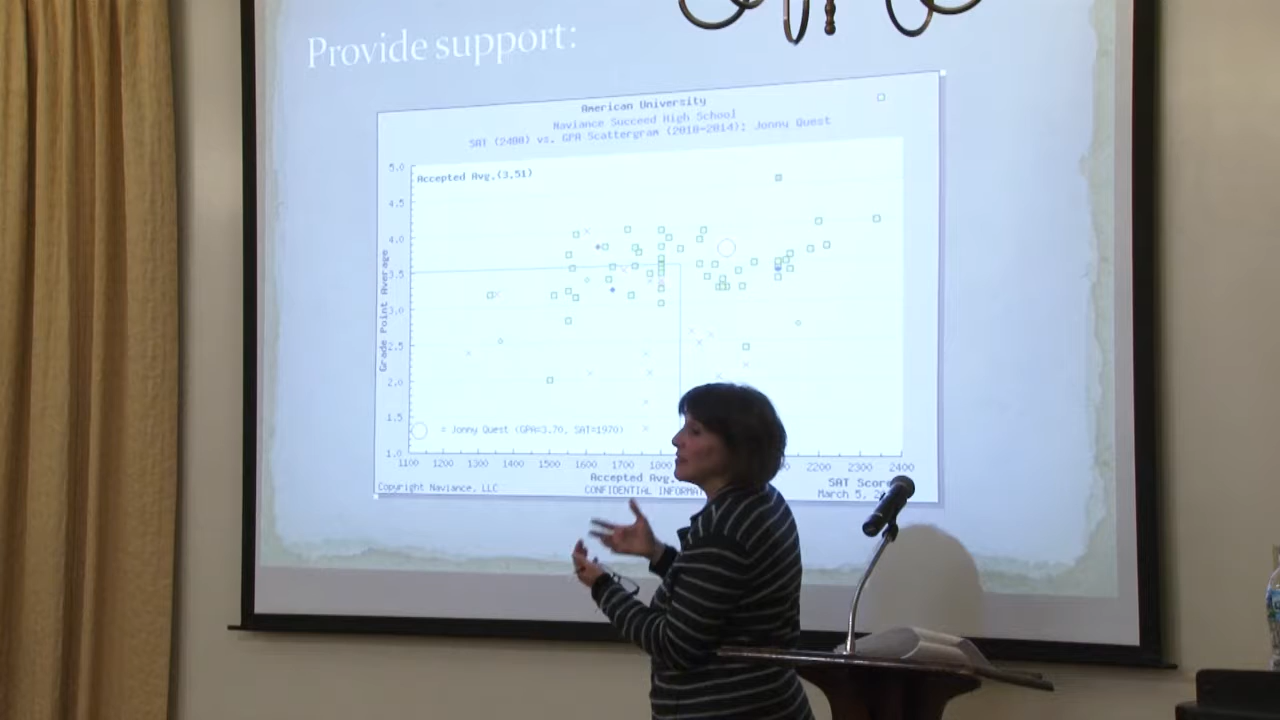 Provide support:
American University
Naviance Succeed High School
SAT (2400) vs. GPA Scattergram (2010-2014); Jonny Quest
Accepted Avg.(3.51)
5.0
4.5
4.0
3.5
3.0
2.5
2.0
1.5
1.0
Grade Point Average
= Jonny Quest (GPA=3.70, SAT=1970)
1100 1200 1300 1400 1500 1600 1700 1800 2200 2300 2400
Accepted Avg.
SAT Score
Copyright Naviance, LLC
CONFIDENTIAL
March 5,